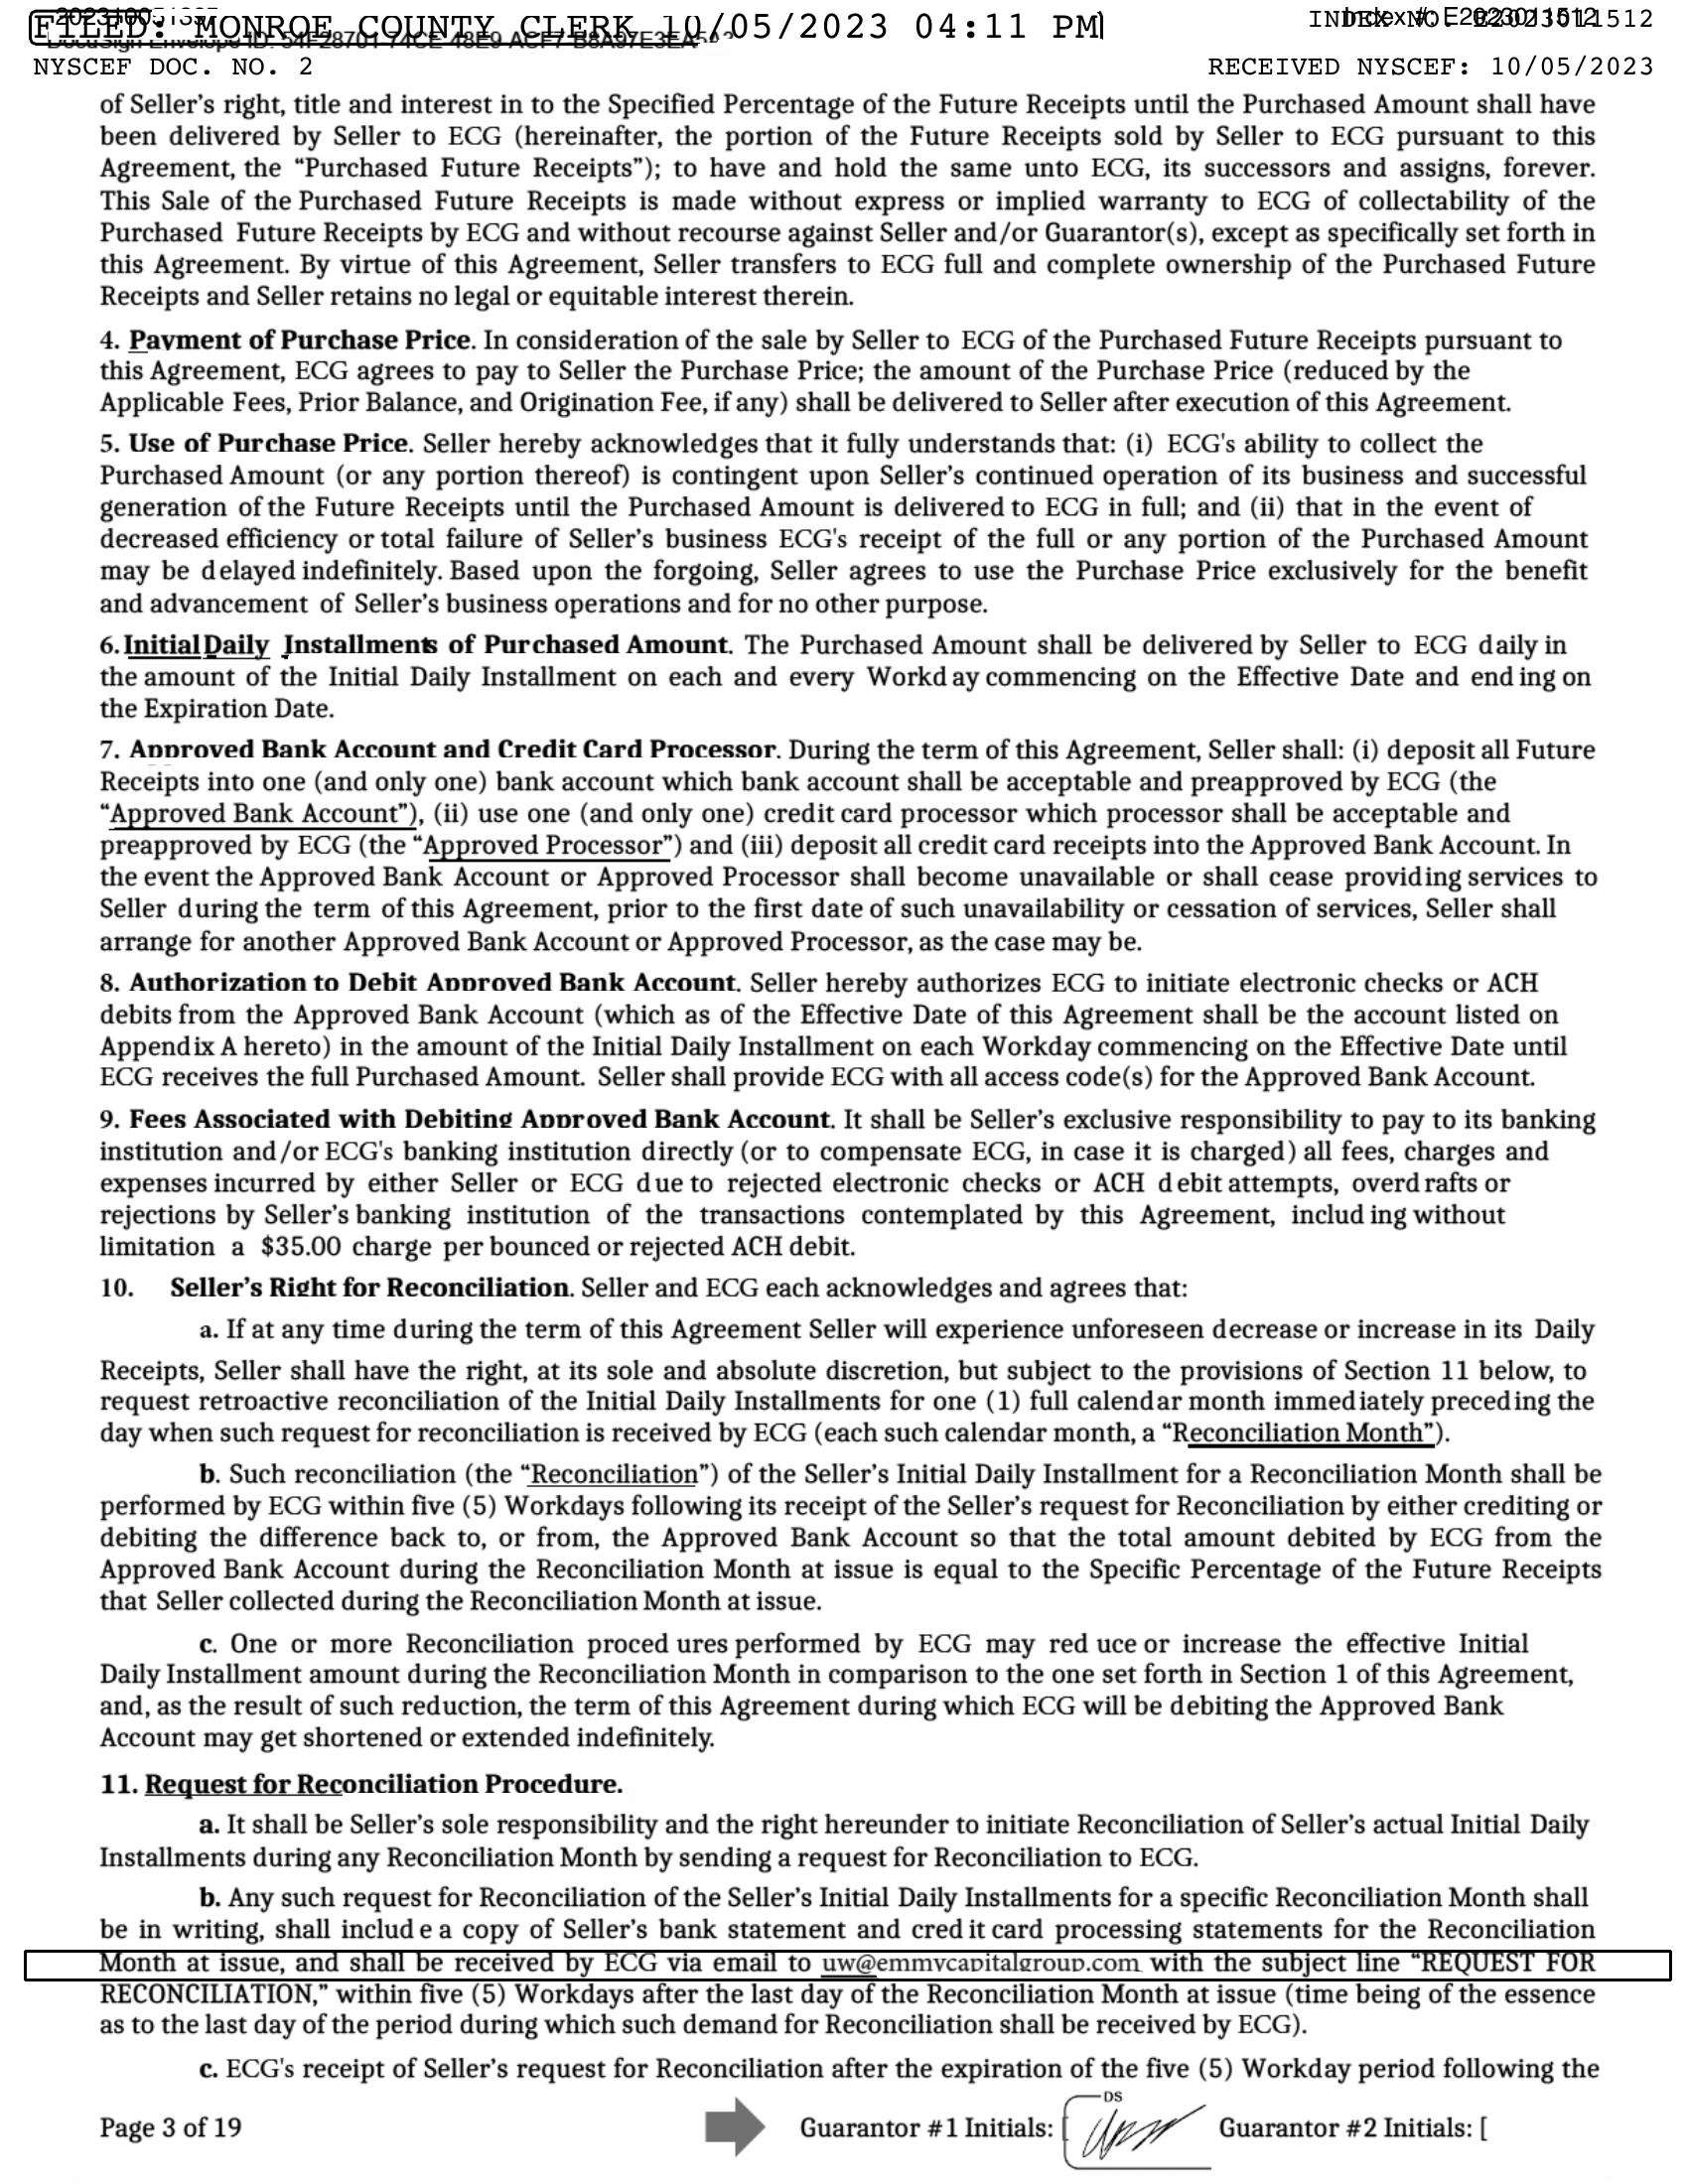 202310051337
FILED: MONROE COUNTY CLERK 10/05/2023 04:11 PM
INDEX NO. E2023011512
Index #: E2023011512
NYSCEF DOC. NO. 2
RECEIVED NYSCEF: 10/05/2023
of Seller’s right, title and interest in to the Specified Percentage of the Future Receipts until the Purchased Amount shall have
been delivered by Seller to ECG (hereinafter, the portion of the Future Receipts sold by Seller to ECG pursuant to this
Agreement, the “Purchased Future Receipts”); to have and hold the same unto ECG, its successors and assigns, forever.
This Sale of the Purchased Future Receipts is made without express or implied warranty to ECG of collectability of the
Purchased Future Receipts by ECG and without recourse against Seller and/or Guarantor(s), except as specifically set forth in
this Agreement. By virtue of this Agreement, Seller transfers to ECG full and complete ownership of the Purchased Future
Receipts and Seller retains no legal or equitable interest therein.
4. Payment of Purchase Price. In consideration of the sale by Seller to ECG of the Purchased Future Receipts pursuant to
this Agreement, ECG agrees to pay to Seller the Purchase Price; the amount of the Purchase Price (reduced by the
Applicable Fees, Prior Balance, and Origination Fee, if any) shall be delivered to Seller after execution of this Agreement.
5. Use of Purchase Price. Seller hereby acknowledges that it fully understands that: (i) ECG's ability to collect the
Purchased Amount (or any portion thereof) is contingent upon Seller’s continued operation of its business and successful
generation of the Future Receipts until the Purchased Amount is delivered to ECG in full; and (ii) that in the event of
decreased efficiency or total failure of Seller’s business ECG's receipt of the full or any portion of the Purchased Amount
may be delayed indefinitely. Based upon the forgoing, Seller agrees to use the Purchase Price exclusively for the benefit
and advancement of Seller’s business operations and for no other purpose.
6. Initial Daily Installments of Purchased Amount. The Purchased Amount shall be delivered by Seller to ECG daily in
the amount of the Initial Daily Installment on each and every Workday commencing on the Effective Date and ending on
the Expiration Date.
7. Approved Bank Account and Credit Card Processor. During the term of this Agreement, Seller shall: (i) deposit all Future
Receipts into one (and only one) bank account which bank account shall be acceptable and preapproved by ECG (the
“Approved Bank Account”), (ii) use one (and only one) credit card processor which processor shall be acceptable and
preapproved by ECG (the “Approved Processor”) and (iii) deposit all credit card receipts into the Approved Bank Account. In
the event the Approved Bank Account or Approved Processor shall become unavailable or shall cease providing services to
Seller during the term of this Agreement, prior to the first date of such unavailability or cessation of services, Seller shall
arrange for another Approved Bank Account or Approved Processor, as the case may be.
8. Authorization to Debit Approved Bank Account. Seller hereby authorizes ECG to initiate electronic checks or ACH
debits from the Approved Bank Account (which as of the Effective Date of this Agreement shall be the account listed on
Appendix A hereto) in the amount of the Initial Daily Installment on each Workday commencing on the Effective Date until
ECG receives the full Purchased Amount. Seller shall provide ECG with all access code(s) for the Approved Bank Account.
9. Fees Associated with Debiting Approved Bank Account. It shall be Seller’s exclusive responsibility to pay to its banking
institution and/or ECG's banking institution directly (or to compensate ECG, in case it is charged) all fees, charges and
expenses incurred by either Seller or ECG due to rejected electronic checks or ACH debit attempts, overdrafts or
rejections by Seller’s banking institution of the transactions contemplated by this Agreement, including without
limitation a $35.00 charge per bounced or rejected ACH debit.
10. Seller’s Right for Reconciliation. Seller and ECG each acknowledges and agrees that:
a. If at any time during the term of this Agreement Seller will experience unforeseen decrease or increase in its Daily
Receipts, Seller shall have the right, at its sole and absolute discretion, but subject to the provisions of Section 11 below, to
request retroactive reconciliation of the Initial Daily Installments for one (1) full calendar month immediately preceding the
day when such request for reconciliation is received by ECG (each such calendar month, a “Reconciliation Month”).
b. Such reconciliation (the “Reconciliation”) of the Seller’s Initial Daily Installment for a Reconciliation Month shall be
performed by ECG within five (5) Workdays following its receipt of the Seller’s request for Reconciliation by either crediting or
debiting the difference back to, or from, the Approved Bank Account so that the total amount debited by ECG from the
Approved Bank Account during the Reconciliation Month at issue is equal to the Specific Percentage of the Future Receipts
that Seller collected during the Reconciliation Month at issue.
c. One or more Reconciliation procedures performed by ECG may reduce or increase the effective Initial
Daily Installment amount during the Reconciliation Month in comparison to the one set forth in Section 1 of this Agreement,
and, as the result of such reduction, the term of this Agreement during which ECG will be debiting the Approved Bank
Account may get shortened or extended indefinitely.
11. Request for Reconciliation Procedure.
a. It shall be Seller’s sole responsibility and the right hereunder to initiate Reconciliation of Seller’s actual Initial Daily
Installments during any Reconciliation Month by sending a request for Reconciliation to ECG.
b. Any such request for Reconciliation of the Seller’s Initial Daily Installments for a specific Reconciliation Month shall
be in writing, shall include a copy of Seller’s bank statement and credit card processing statements for the Reconciliation
Month at issue, and shall be received by ECG via email to uw@emmycapitalgroup.com with the subject line “REQUEST FOR
RECONCILIATION,” within five (5) Workdays after the last day of the Reconciliation Month at issue (time being of the essence
as to the last day of the period during which such demand for Reconciliation shall be received by ECG).
c. ECG's receipt of Seller’s request for Reconciliation after the expiration of the five (5) Workday period following the
DS
Page 3 of 19
Guarantor #1 Initials: [
Guarantor #2 Initials: [